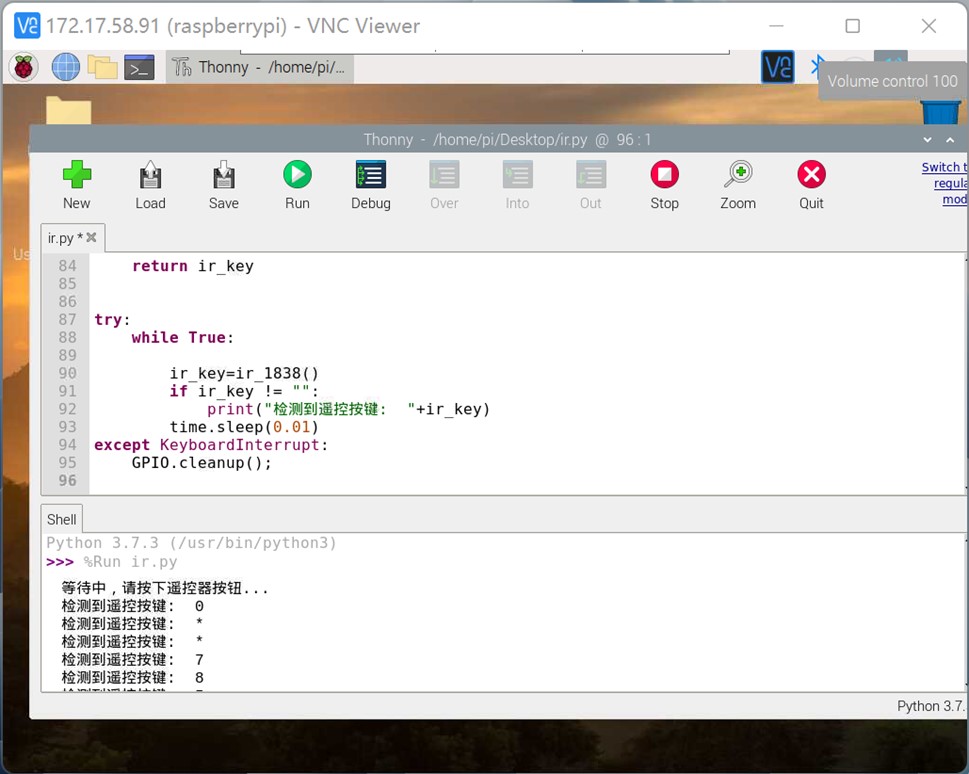 172.17.58.91 (raspberrypi) - VNC Viewer
Thonny - /home/pi/...
Volume control 100
Thonny - /home/pi/Desktop/ir.py @ 96 : 1
New Load Save Run Debug Over Into Out Stop Zoom Quit
Switch t
regula
mod
ir.py *
84 return ir_key
85
86
87 try:
88 while True:
89
90 ir_key=ir_1838()
91 if ir_key != "":
92 print("检测到遥控按键:  "+ir_key)
93 time.sleep(0.01)
94 except KeyboardInterrupt:
95 GPIO.cleanup();
96
Shell
Python 3.7.3 (/usr/bin/python3)
>>> %Run ir.py
等待中，请按下遥控器按钮...
检测到遥控按键:  0
检测到遥控按键:  *
检测到遥控按键:  *
检测到遥控按键:  7
检测到遥控按键:  8
Python 3.7.